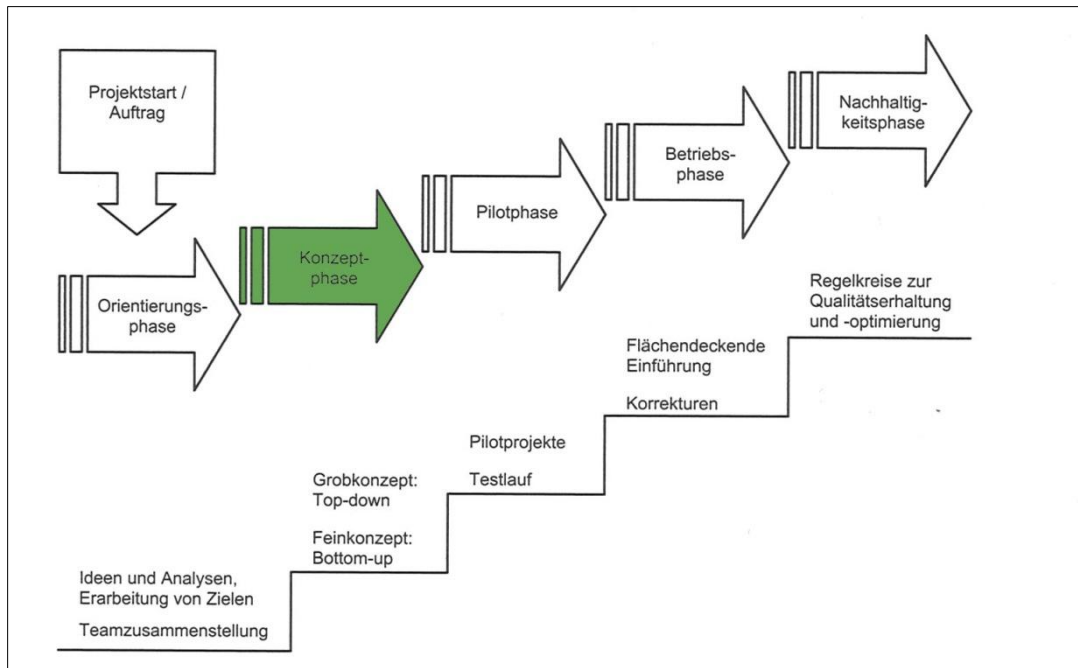 Projektstart /
Auftrag
Orientierungs-
phase
Konzept-
phase
Pilotphase
Betriebs-
phase
Nachhaltig-
keitsphase
Ideen und Analysen,
Erarbeitung von Zielen
Teamzusammenstellung
Grobkonzept:
Top-down
Feinkonzept:
Bottom-up
Pilotprojekte
Testlauf
Flächendeckende
Einführung
Korrekturen
Regelkreise zur
Qualitätserhaltung
und -optimierung